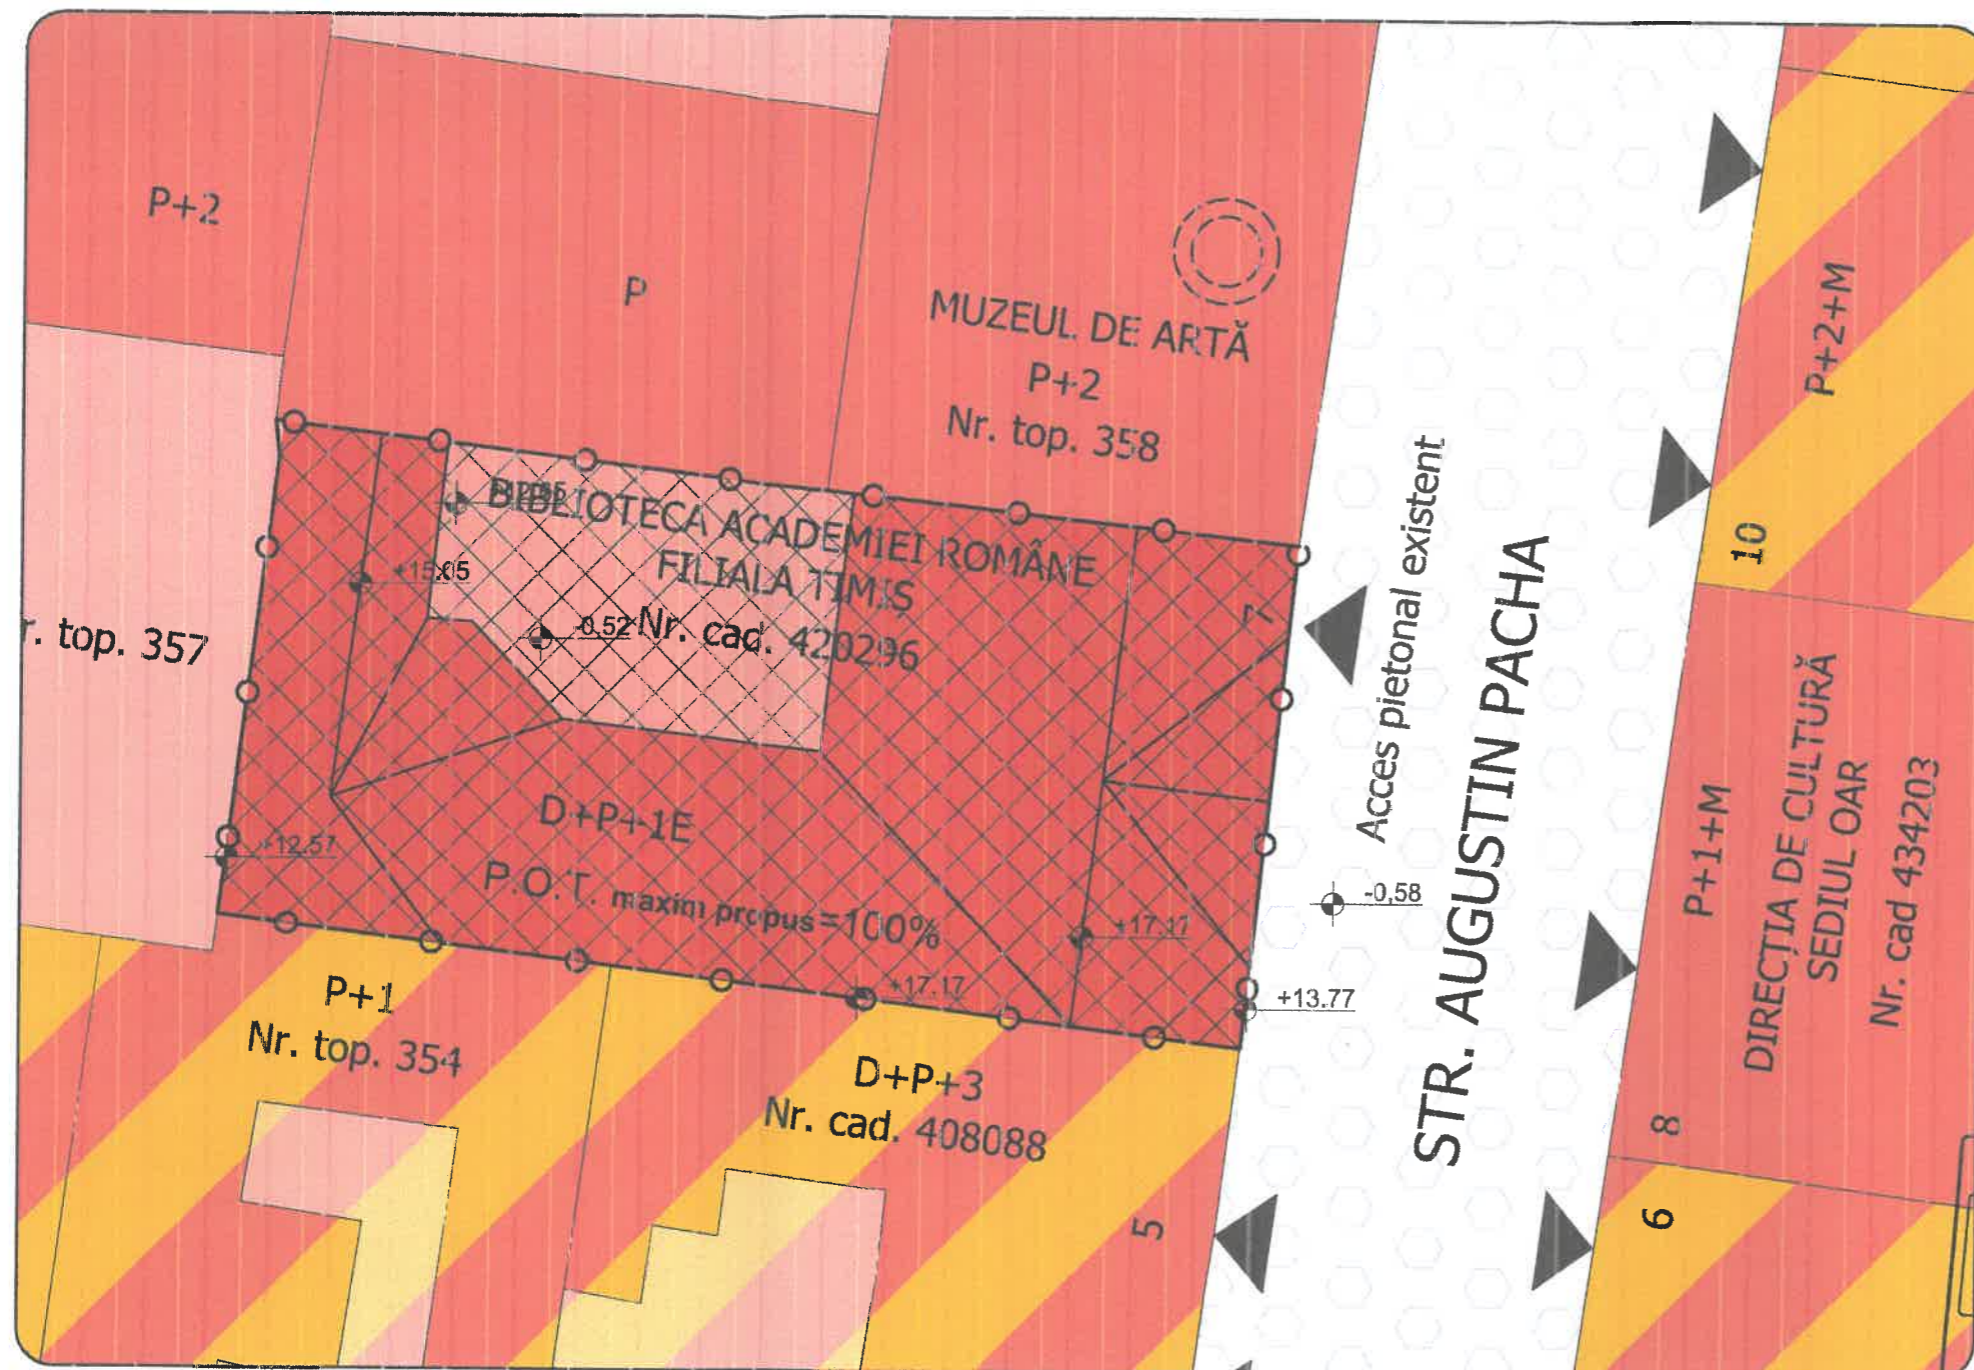 P+2
P
MUZEUL DE ARTĂ
P+2
Nr. top. 358
BIBLIOTECA ACADEMIEI ROMÂNE
FILIALA TIMIȘ
Nr. cad. 420296
+15.05
-0,52
r. top. 357
7
D+P+1E
P.O.T. maxim propus=100%
+12.57
+17.17
+17.17
+13.77
-0,58
Acces pietonal existent
STR. AUGUSTIN PACHA
P+1
Nr. top. 354
D+P+3
Nr. cad. 408088
5
P+2+M
10
P+1+M
DIRECȚIA DE CULTURĂ
SEDIUL OAR
Nr. cad 434203
8
6